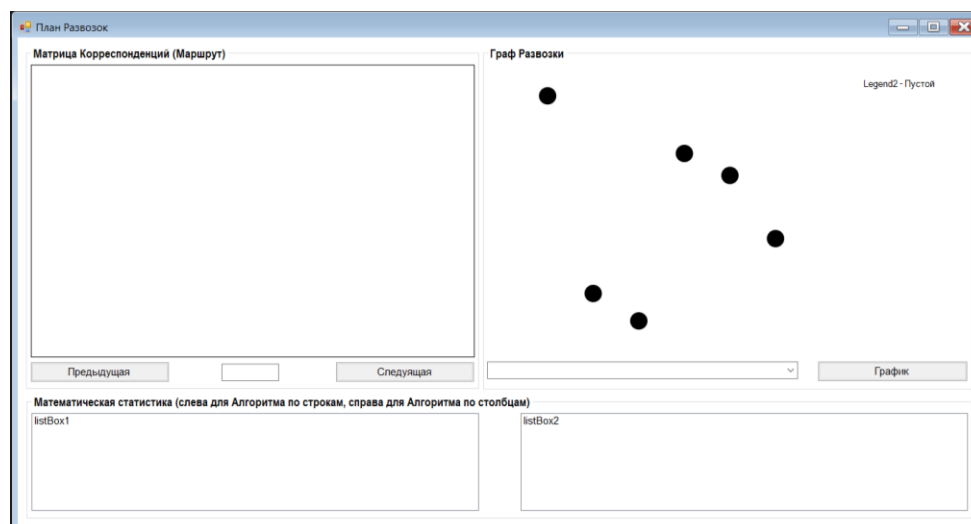 План Развозок
Матрица Корреспонденций (Маршрут)
Граф Развозки
Legend2 - Пустой
Предыдущая
Следуящая
График
Математическая статистика (слева для Алгоритма по строкам, справа для Алгоритма по столбцам)
listBox1
listBox2